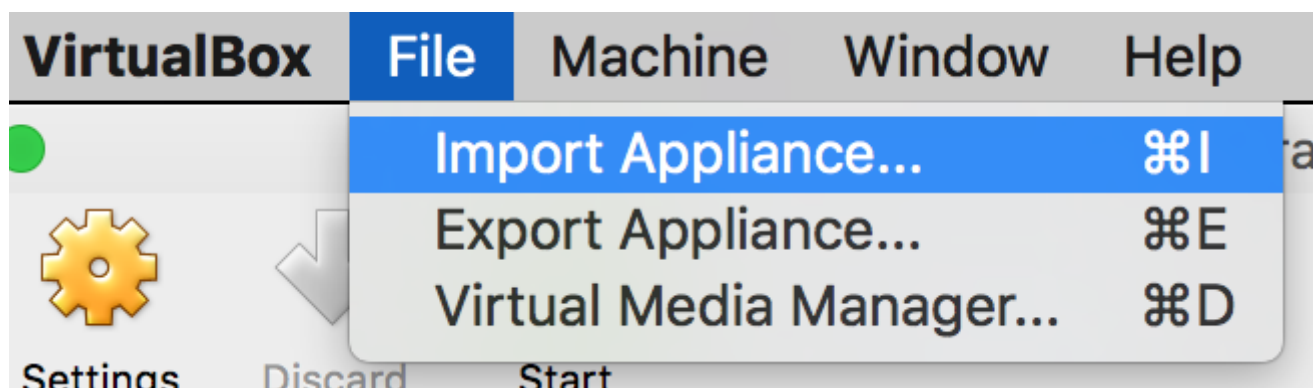 VirtualBox File Machine Window Help
Import Appliance... ⌘I
Export Appliance... ⌘E
Virtual Media Manager... ⌘D
Settings Discard Start